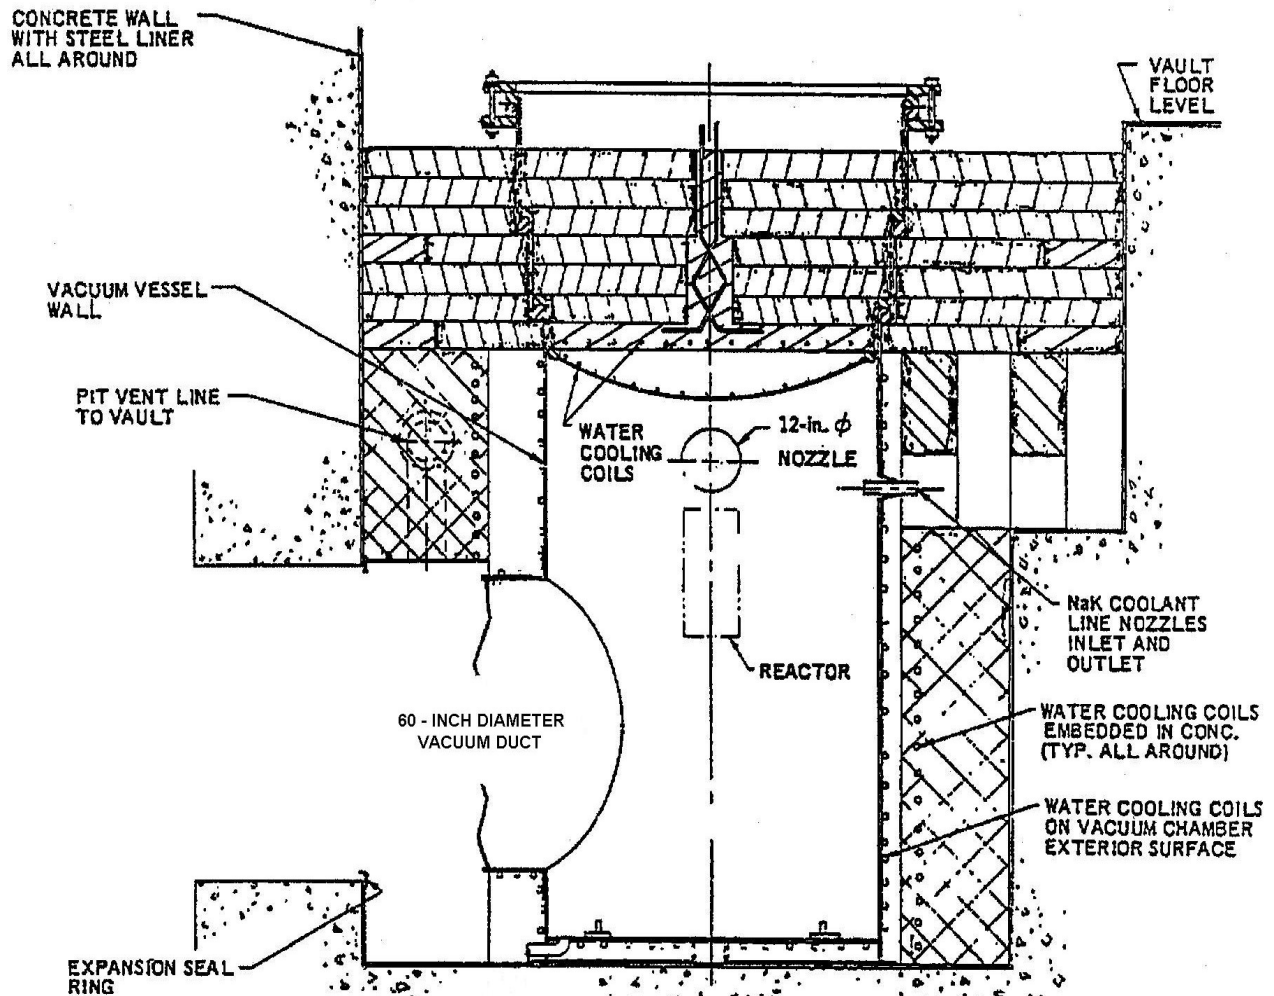 CONCRETE WALL
WITH STEEL LINER
ALL AROUND
VAULT
FLOOR
LEVEL
VACUUM VESSEL
WALL
PIT VENT LINE
TO VAULT
WATER
COOLING
COILS
12-in. ϕ
NOZZLE
NaK COOLANT
LINE NOZZLES
INLET AND
OUTLET
REACTOR
60 - INCH DIAMETER
VACUUM DUCT
WATER COOLING COILS
EMBEDDED IN CONC.
(TYP. ALL AROUND)
WATER COOLING COILS
ON VACUUM CHAMBER
EXTERIOR SURFACE
EXPANSION SEAL
RING